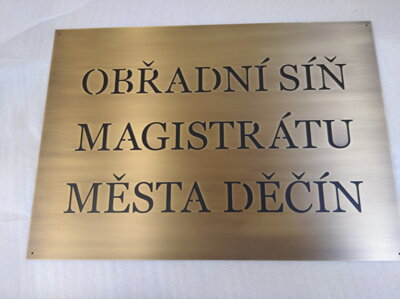 OBŘADNÍ SÍŇ
MAGISTRÁTU
MĚSTA DĚČÍN